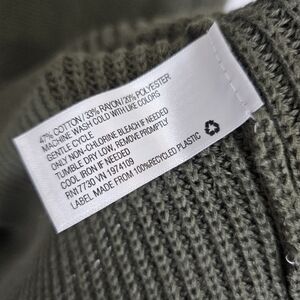 47% COTTON / 33% RAYON / 20% POLYESTER
MACHINE WASH COLD WITH LIKE COLORS
GENTLE CYCLE
ONLY NON-CHLORINE BLEACH IF NEEDED
TUMBLE DRY LOW, REMOVE PROMPTLY
COOL IRON IF NEEDED
RN17730 VN 1974109
LABEL MADE FROM 100% RECYCLED PLASTIC